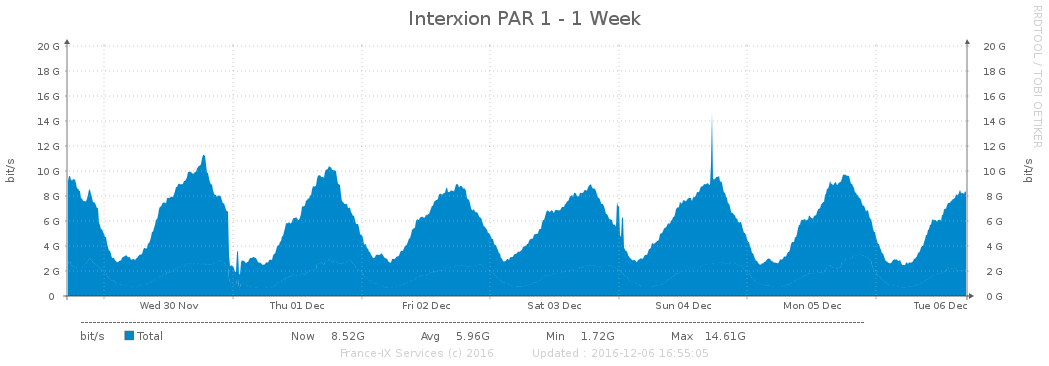 Interxion PAR 1 - 1 Week
RRDTOOL / TOBI OETIKER
20 G 20 G
18 G 18 G
16 G 16 G
14 G 14 G
12 G 12 G
10 G 10 G
8 G 8 G
6 G 6 G
4 G 4 G
2 G 2 G
0 0 G
bit/s
bit/s
Wed 30 Nov Thu 01 Dec Fri 02 Dec Sat 03 Dec Sun 04 Dec Mon 05 Dec Tue 06 Dec
bit/s Total Now 8.52G Avg 5.96G Min 1.72G Max 14.61G
France-IX Services (c) 2016 Updated : 2016-12-06 16:55:05